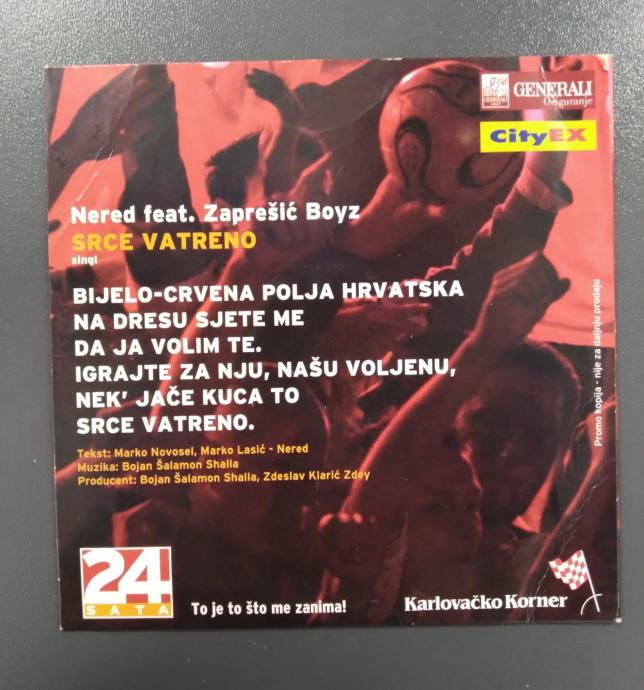 GENERALI
Osiguranje
CityEX
Nered feat. Zaprešić Boyz
SRCE VATRENO
singl
BIJELO-CRVENA POLJA HRVATSKA
NA DRESU SJETE ME
DA JA VOLIM TE.
IGRAJTE ZA NJU, NAŠU VOLJENU,
NEK' JAČE KUCA TO
SRCE VATRENO.
Tekst: Marko Novosel, Marko Lasić - Nered
Muzika: Bojan Šalamon Shalla
Producent: Bojan Šalamon Shalla, Zdeslav Klarić Zdey
Promo kopija - nije za daljnju prodaju
24
SATA
To je to što me zanima!
Karlovačko Korner